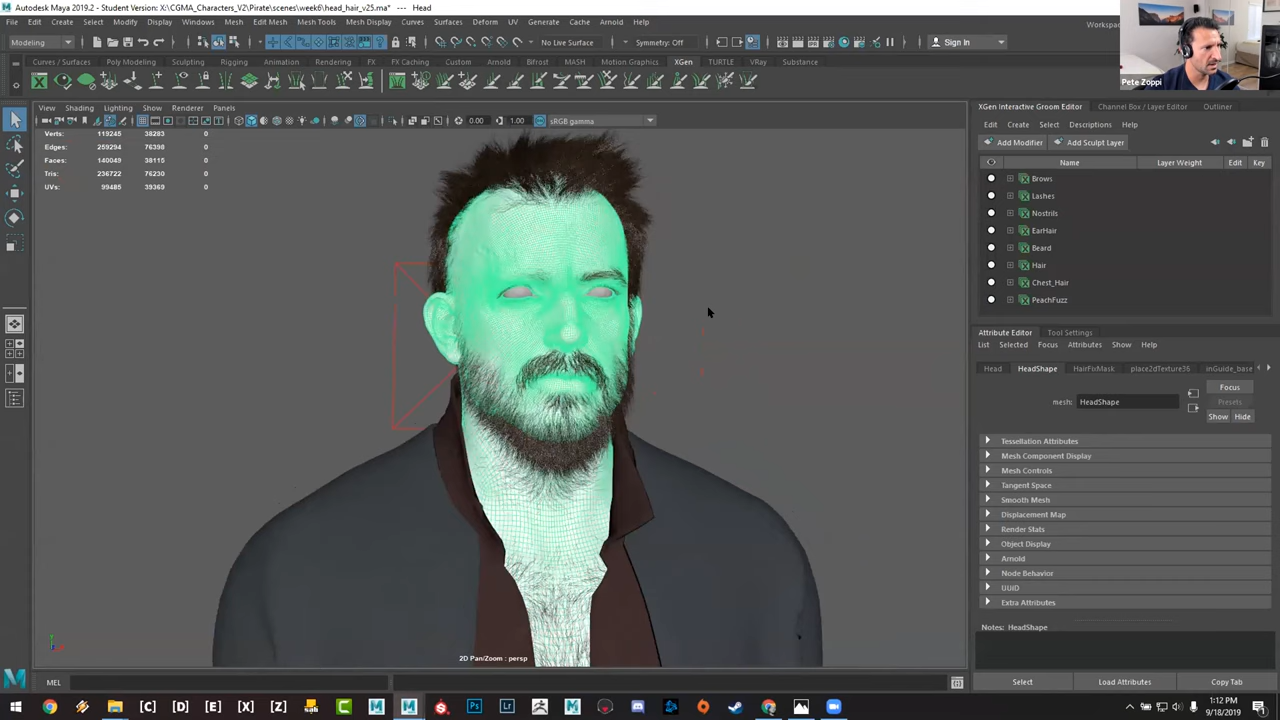 Autodesk Maya 2019.2 - Student Version: X:\CGMA_Characters_V2\Pirate\scenes\week6\head_hair_v25.ma* --- Head
File Edit Create Select Modify Display Windows Mesh Edit Mesh Mesh Tools Mesh Display Curves Surfaces Deform UV Generate Cache Arnold Help
Workspace
Modeling
No Live Surface
Symmetry: Off
Sign In
Pete Zoppi
Curves / Surfaces Poly Modeling Sculpting Rigging Animation Rendering FX FX Caching Custom Arnold Bifrost MASH Motion Graphics XGen TURTLE VRay Substance
View Shading Lighting Show Renderer Panels
0.00 1.00 sRGB gamma
Verts: 119245 38283 0
Edges: 259294 76398 0
Faces: 140049 38115 0
Tris: 236722 76230 0
UVs: 99485 39369 0
2D Pan/Zoom : persp
XGen Interactive Groom Editor Channel Box / Layer Editor Outliner
Edit Create Select Descriptions Help
Add Modifier Add Sculpt Layer
Name Layer Weight Edit Key
Brows
Lashes
Nostrils
EarHair
Beard
Hair
Chest_Hair
PeachFuzz
Attribute Editor Tool Settings
List Selected Focus Attributes Show Help
Head HeadShape HairFixMask place2dTexture36 inGuide_base
Focus
Presets
mesh: HeadShape
Show Hide
Tessellation Attributes
Mesh Component Display
Mesh Controls
Tangent Space
Smooth Mesh
Displacement Map
Render Stats
Object Display
Arnold
Node Behavior
UUID
Extra Attributes
Notes: HeadShape
Select Load Attributes Copy Tab
MEL
1:12 PM
9/18/2019